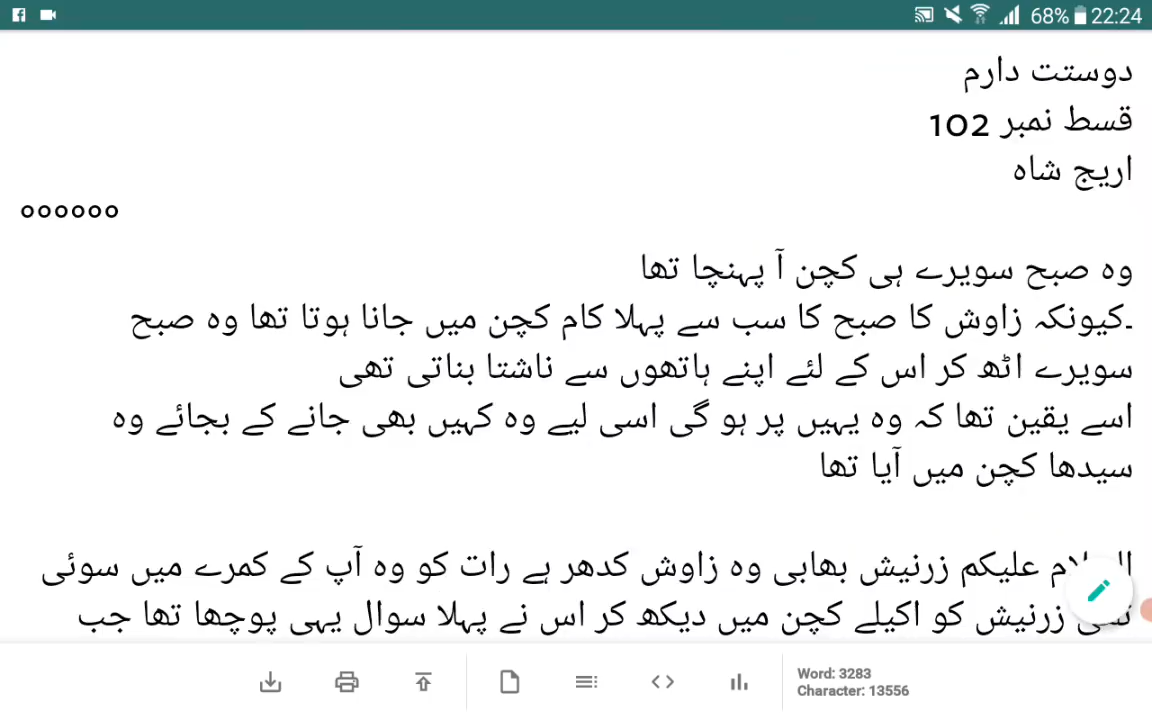 68% 22:24
دوستت دارم
قسط نمبر 102
اریج شاہ
oooooo
وہ صبح سویرے ہی کچن آ پہنچا تھا
۔کیونکہ زاوش کا صبح کا سب سے پہلا کام کچن میں جانا ہوتا تھا وہ صبح
سویرے اٹھ کر اس کے لئے اپنے ہاتھوں سے ناشتا بناتی تھی
اسے یقین تھا کہ وہ یہیں پر ہو گی اسی لیے وہ کہیں بھی جانے کے بجائے وہ
سیدھا کچن میں آیا تھا
علیکم زرنیش بھابی وہ زاوش کدھر ہے رات کو وہ آپ کے کمرے میں سوئی
زرنیش کو اکیلے کچن میں دیکھ کر اس نے پہلا سوال یہی پوچھا تھا جب
Word: 3283
Character: 13556